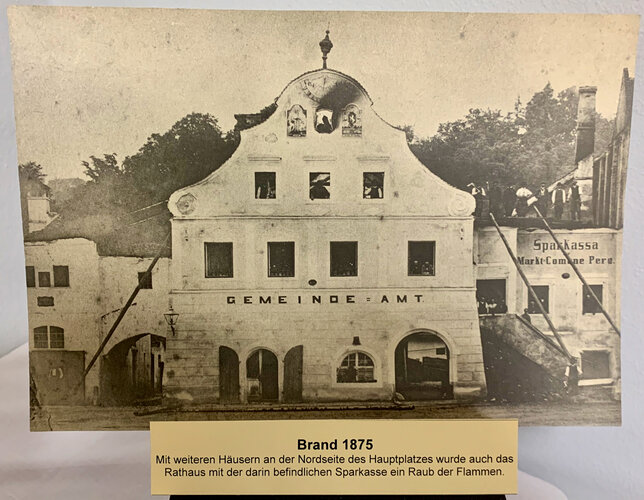 Sparkassa
Markt-Comune Perg.
GEMEINDE=AMT.
Brand 1875
Mit weiteren Häusern an der Nordseite des Hauptplatzes wurde auch das
Rathaus mit der darin befindlichen Sparkasse ein Raub der Flammen.